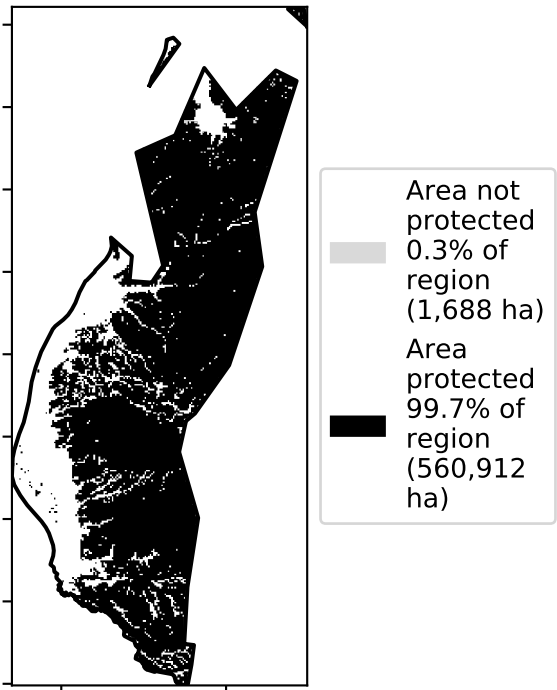 Area not
protected
0.3% of
region
(1,688 ha)
Area
protected
99.7% of
region
(560,912
ha)